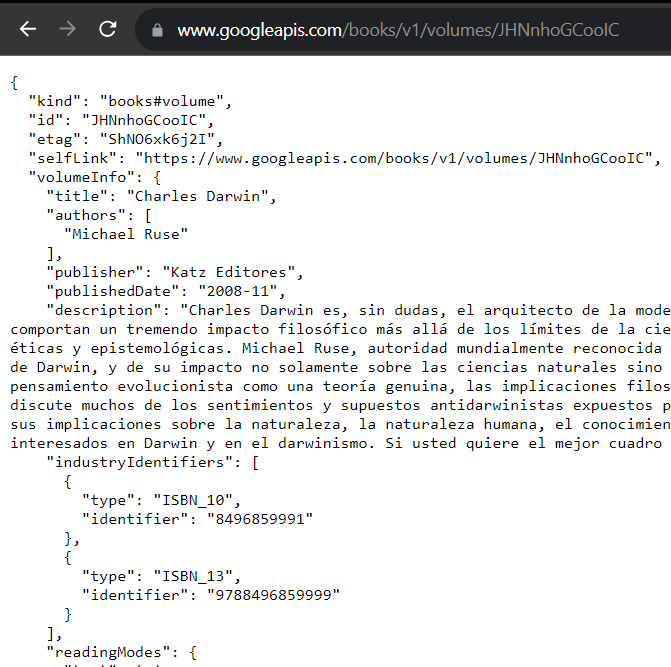 www.googleapis.com/books/v1/volumes/JHNnhoGCooIC
{
"kind": "books#volume",
"id": "JHNnhoGCooIC",
"etag": "ShNO6xk6j2I",
"selfLink": "https://www.googleapis.com/books/v1/volumes/JHNnhoGCooIC",
"volumeInfo": {
"title": "Charles Darwin",
"authors": [
"Michael Ruse"
],
"publisher": "Katz Editores",
"publishedDate": "2008-11",
"description": "Charles Darwin es, sin dudas, el arquitecto de la mode
comportan un tremendo impacto filosófico más allá de los límites de la cie
éticas y epistemológicas. Michael Ruse, autoridad mundialmente reconocida
de Darwin, y de su impacto no solamente sobre las ciencias naturales sino
pensamiento evolucionista como una teoría genuina, las implicaciones filos
discute muchos de los sentimientos y supuestos antidarwinistas expuestos p
sus implicaciones sobre la naturaleza, la naturaleza humana, el conocimien
interesados en Darwin y en el darwinismo. Si usted quiere el mejor cuadro
"industryIdentifiers": [
{
"type": "ISBN_10",
"identifier": "8496859991"
},
{
"type": "ISBN_13",
"identifier": "9788496859999"
}
],
"readingModes": {